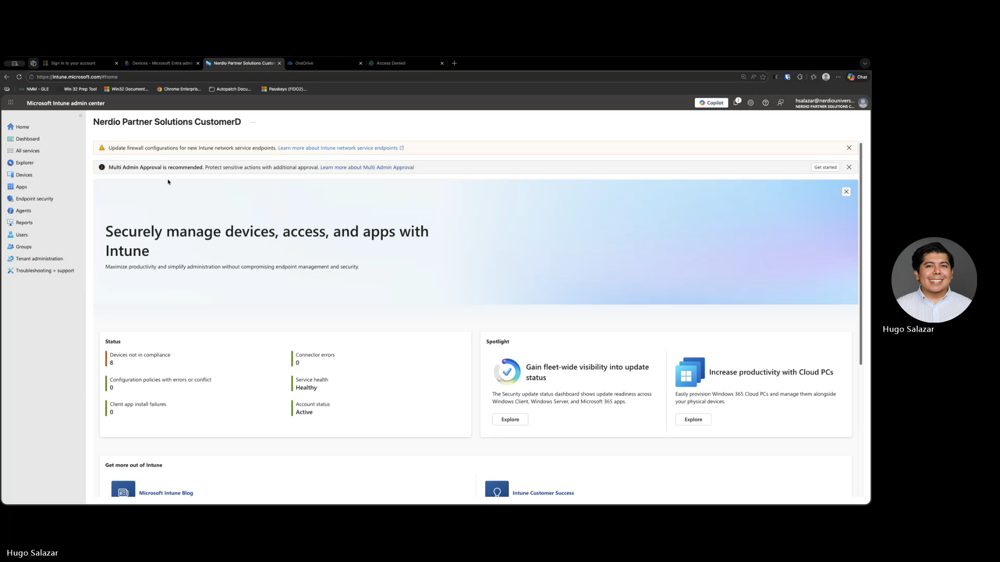 Sign in to your account
Devices - Microsoft Entra admin
Nerdio Partner Solutions Custon
OneDrive
Access Denied
https://intune.microsoft.com/#home
Chat
NMM - GLE
Win 32 Prep Tool
Win32 Document...
Chrome Enterpris...
Autopatch Docu...
Passkeys (FIDO2)...
Microsoft Intune admin center
Copilot
2
hsalazar@nerdiounivers...
NERDIO PARTNER SOLUTIONS C...
Home
Dashboard
All services
Explorer
Devices
Apps
Endpoint security
Agents
Reports
Users
Groups
Tenant administration
Troubleshooting + support
Nerdio Partner Solutions CustomerD
Update firewall configurations for new Intune network service endpoints. Learn more about Intune network service endpoints
Multi Admin Approval is recommended. Protect sensitive actions with additional approval. Learn more about Multi Admin Approval
Get started
Securely manage devices, access, and apps with
Intune
Maximize productivity and simplify administration without compromising endpoint management and security.
Status
Devices not in compliance
8
Configuration policies with errors or conflict
0
Client app install failures
0
Connector errors
0
Service health
Healthy
Account status
Active
Spotlight
Gain fleet-wide visibility into update
status
The Security update status dashboard shows update readiness across
Windows Client, Windows Server, and Microsoft 365 apps.
Explore
Increase productivity with Cloud PCs
Easily provision Windows 365 Cloud PCs and manage them alongside
your physical devices.
Explore
Get more out of Intune
Microsoft Intune Blog
Intune Customer Success
Hugo Salazar
Hugo Salazar